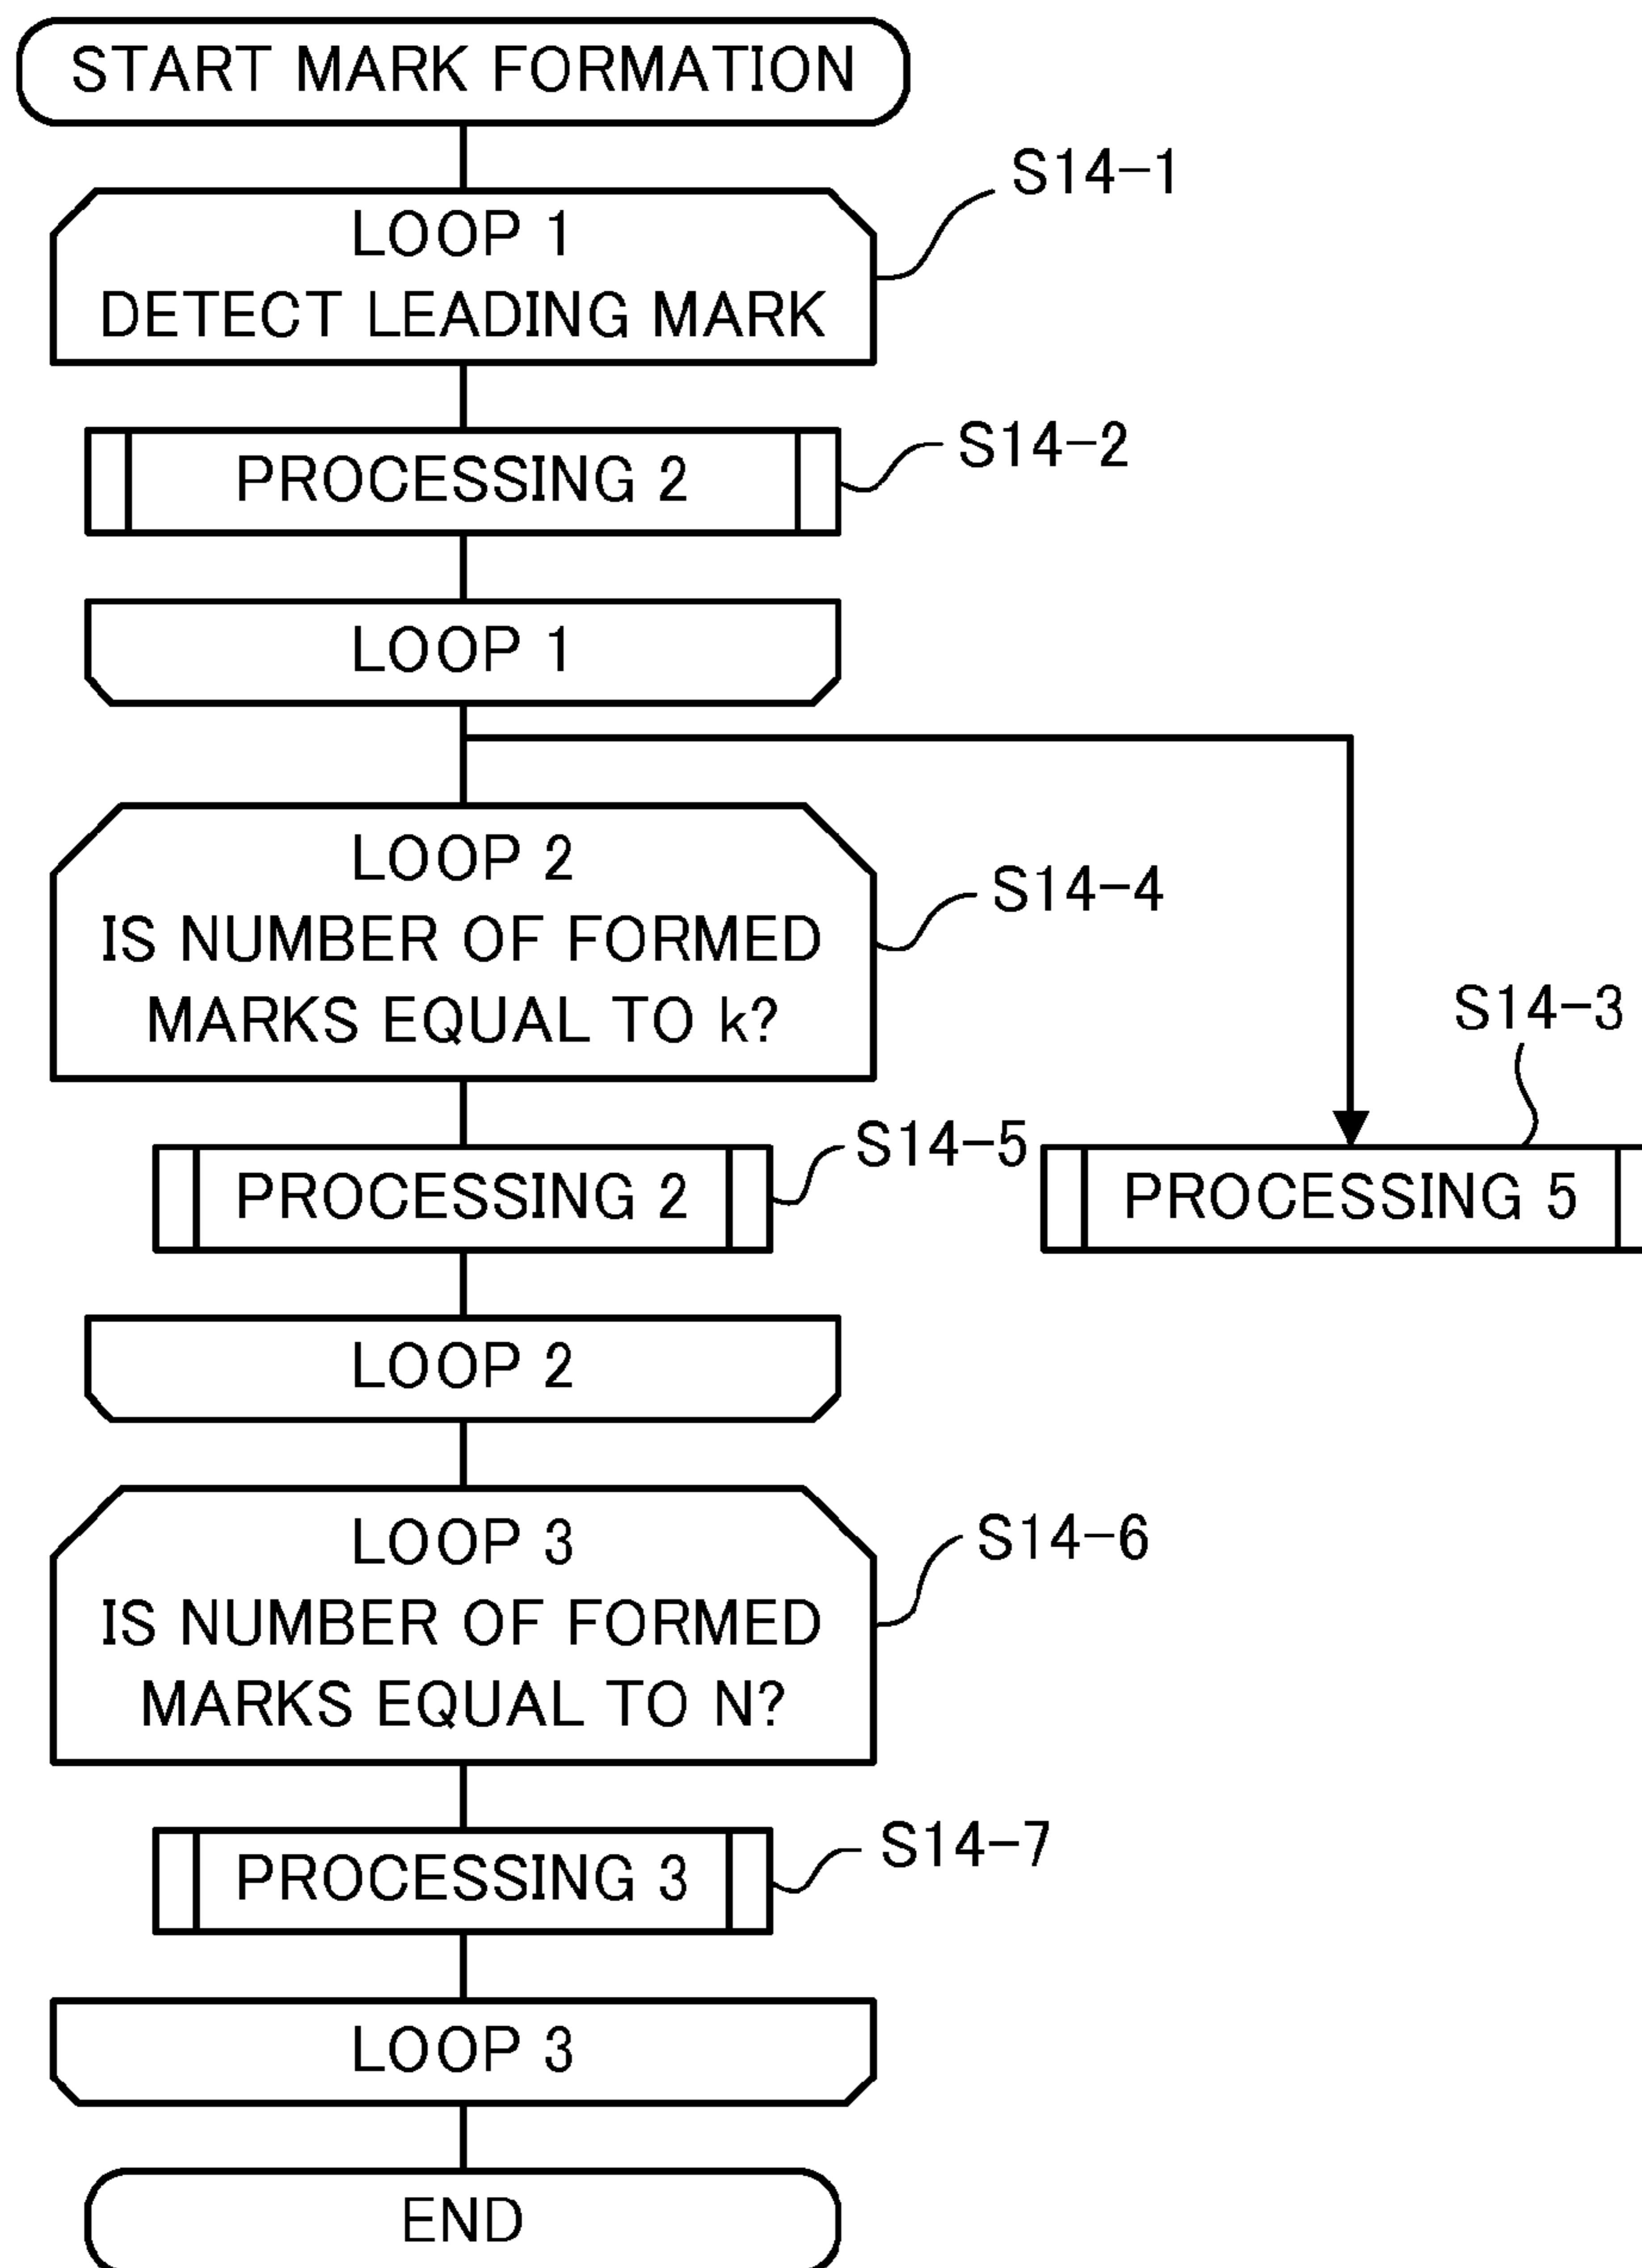 START MARK FORMATION
S14-1
LOOP 1
DETECT LEADING MARK
S14-2
PROCESSING 2
LOOP 1
LOOP 2
IS NUMBER OF FORMED
MARKS EQUAL TO k?
S14-4
S14-3
S14-5
PROCESSING 2
PROCESSING 5
LOOP 2
LOOP 3
IS NUMBER OF FORMED
MARKS EQUAL TO N?
S14-6
PROCESSING 3
S14-7
LOOP 3
END